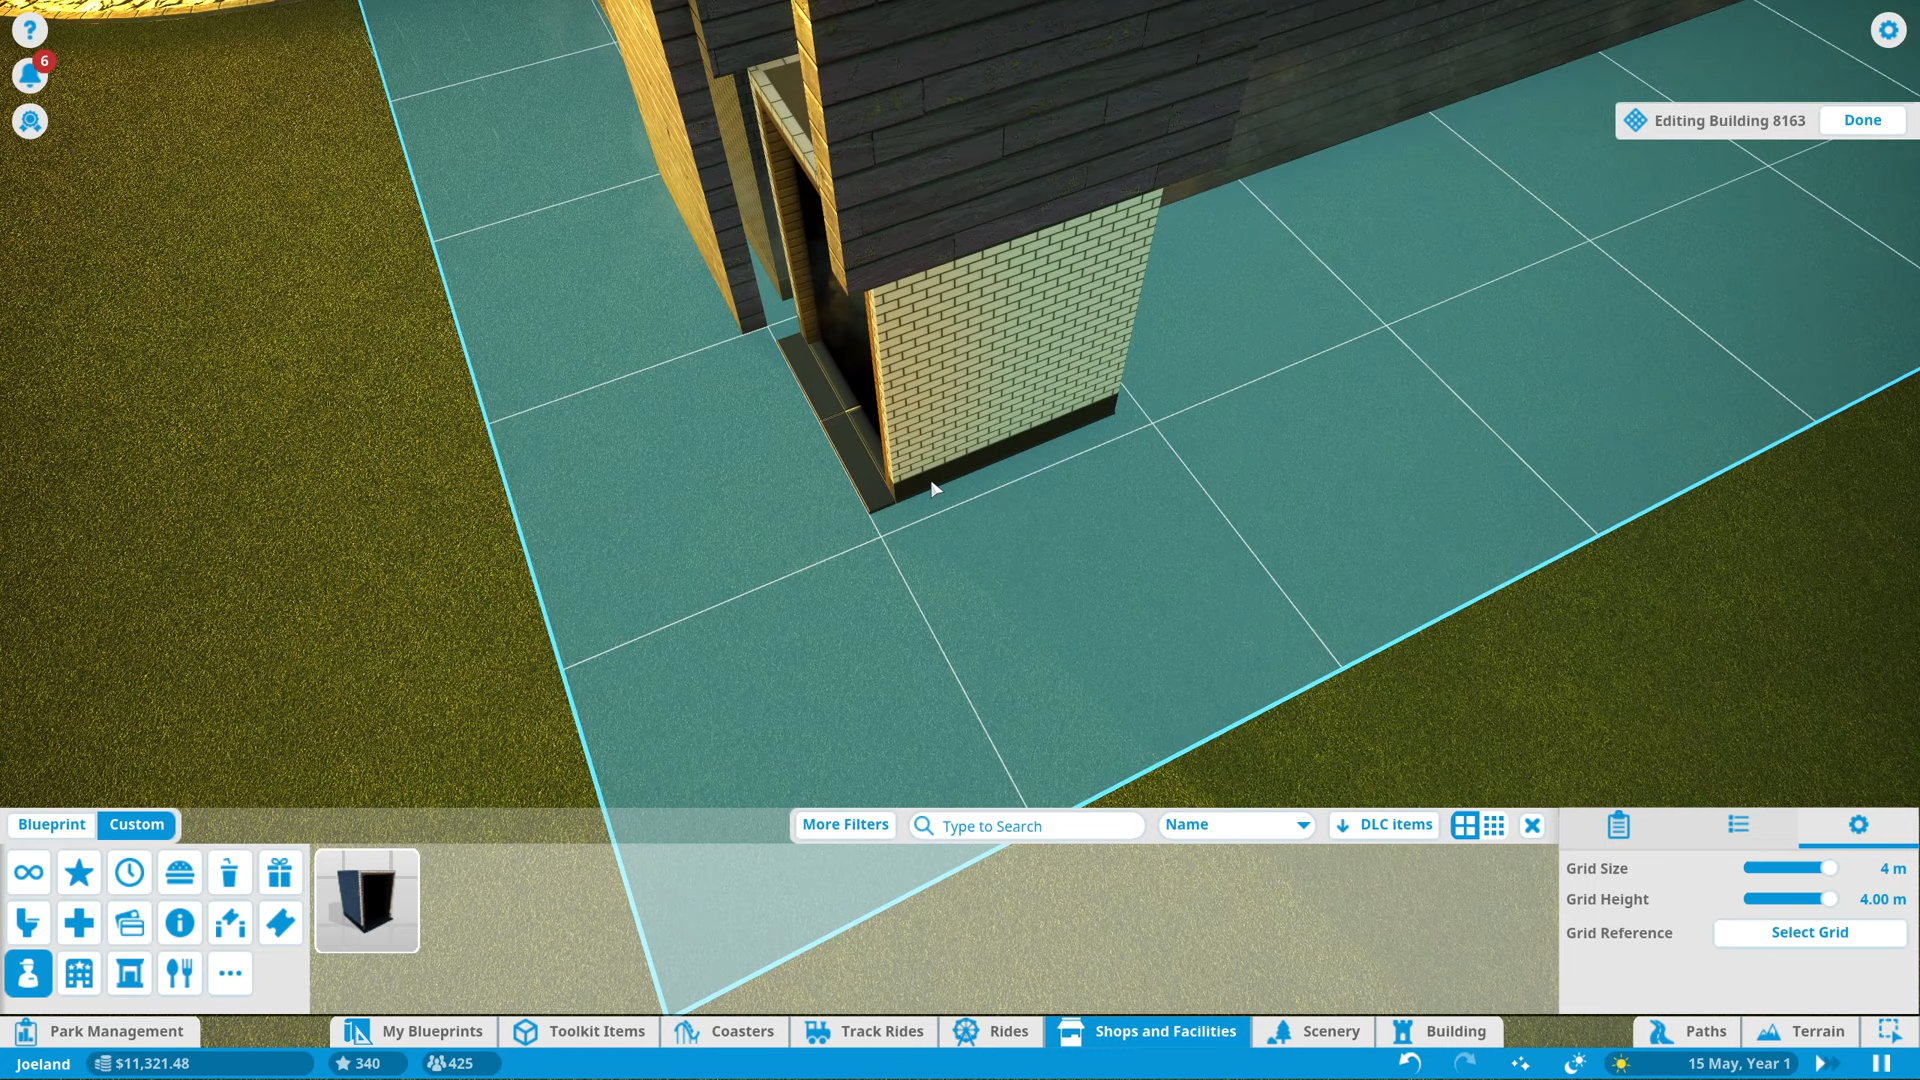 ?
6
Editing Building 8163
Done
Blueprint
Custom
More Filters
Type to Search
Name
DLC items
Grid Size
4 m
Grid Height
4.00 m
Grid Reference
Select Grid
Park Management
My Blueprints
Toolkit Items
Coasters
Track Rides
Rides
Shops and Facilities
Scenery
Building
Paths
Terrain
Joeland
$11,321.48
340
425
15 May, Year 1